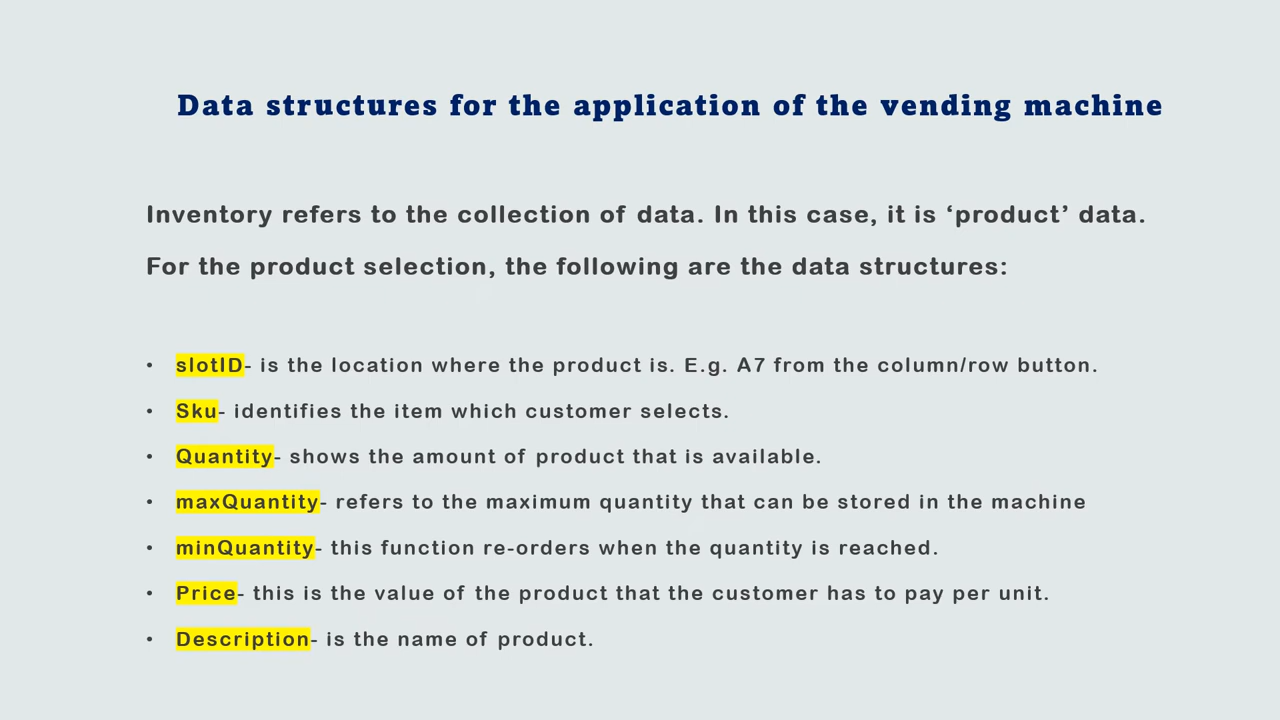 Data structures for the application of the vending machine
Inventory refers to the collection of data. In this case, it is ‘product’ data.
For the product selection, the following are the data structures:
• slotID- is the location where the product is. E.g. A7 from the column/row button.
• Sku- identifies the item which customer selects.
• Quantity- shows the amount of product that is available.
• maxQuantity- refers to the maximum quantity that can be stored in the machine
• minQuantity- this function re-orders when the quantity is reached.
• Price- this is the value of the product that the customer has to pay per unit.
• Description- is the name of product.